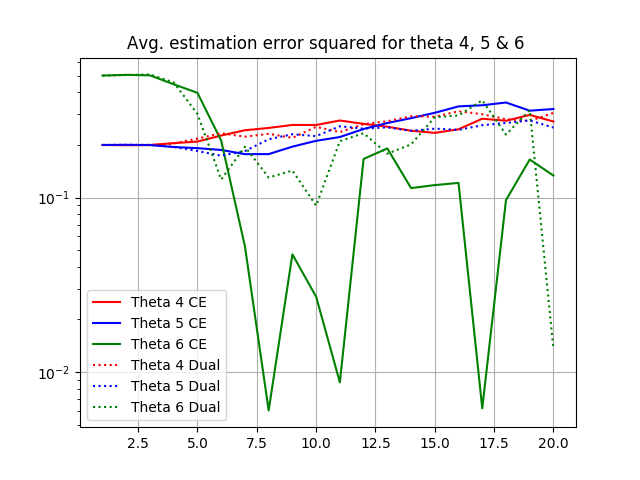 Avg. estimation error squared for theta 4, 5 & 6
10⁻¹
10⁻²
Theta 4 CE
Theta 5 CE
Theta 6 CE
Theta 4 Dual
Theta 5 Dual
Theta 6 Dual
2.5 5.0 7.5 10.0 12.5 15.0 17.5 20.0